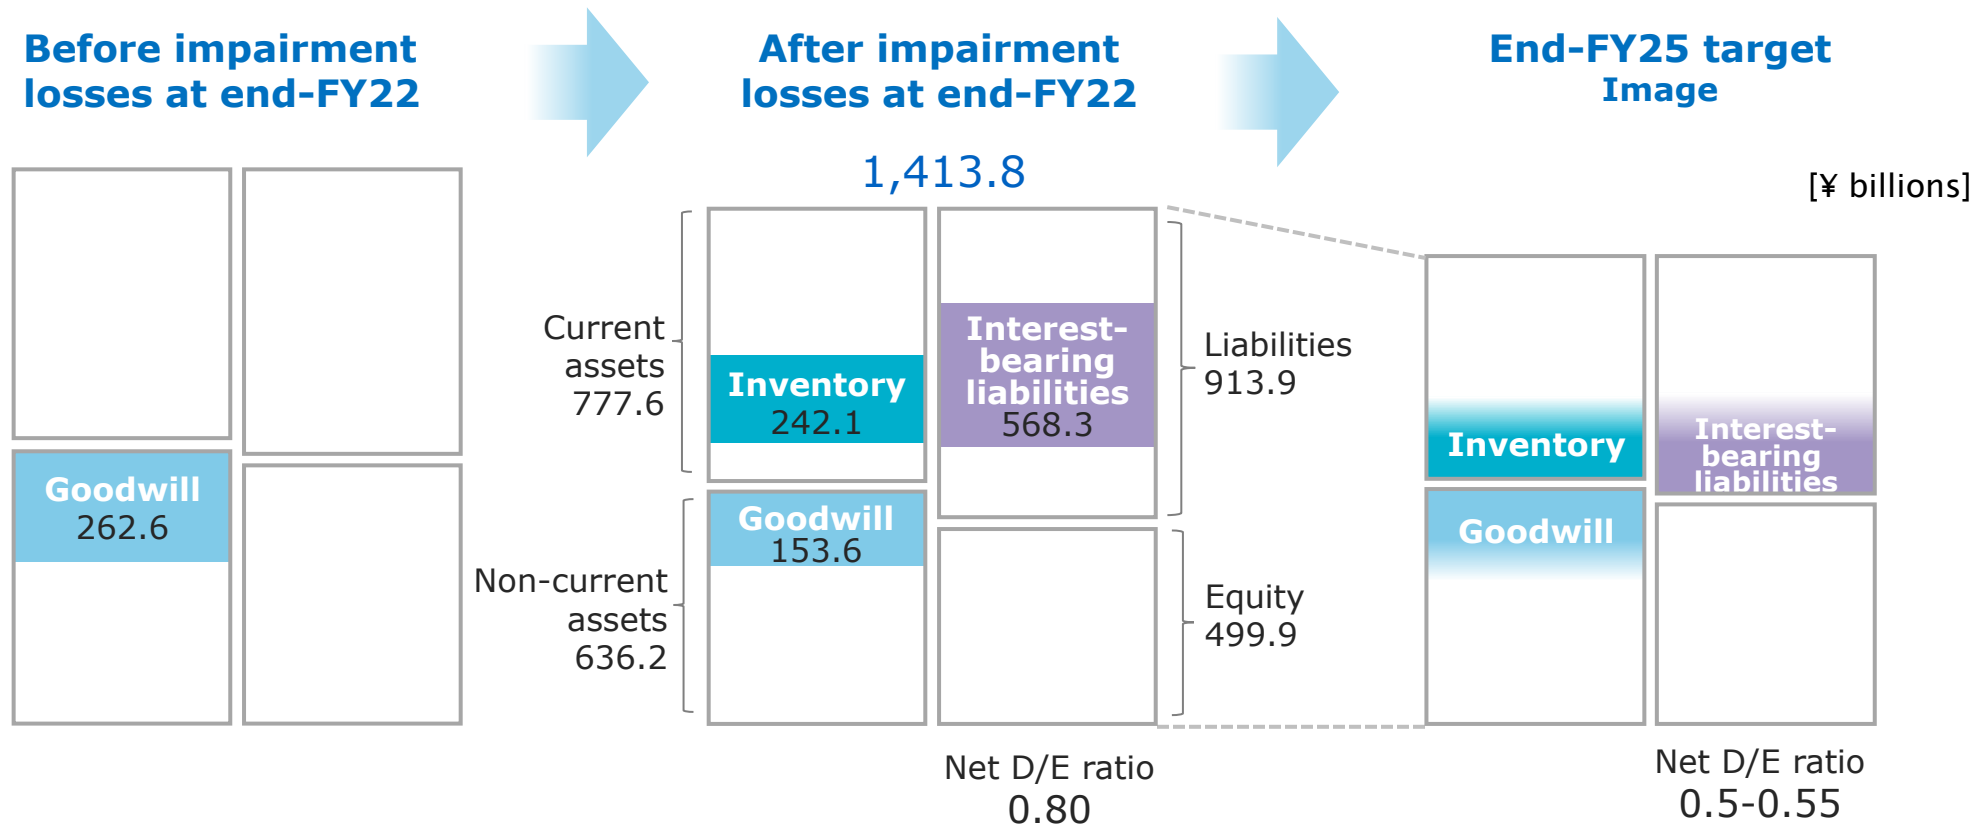 Before impairment
losses at end-FY22
After impairment
losses at end-FY22
End-FY25 target
Image
[¥ billions]
Goodwill
262.6
1,413.8
Current
assets
777.6
Non-current
assets
636.2
Inventory
242.1
Goodwill
153.6
Interest-
bearing
liabilities
568.3
Liabilities
913.9
Equity
499.9
Net D/E ratio
0.80
Inventory
Goodwill
Interest-
bearing
liabilities
Net D/E ratio
0.5-0.55